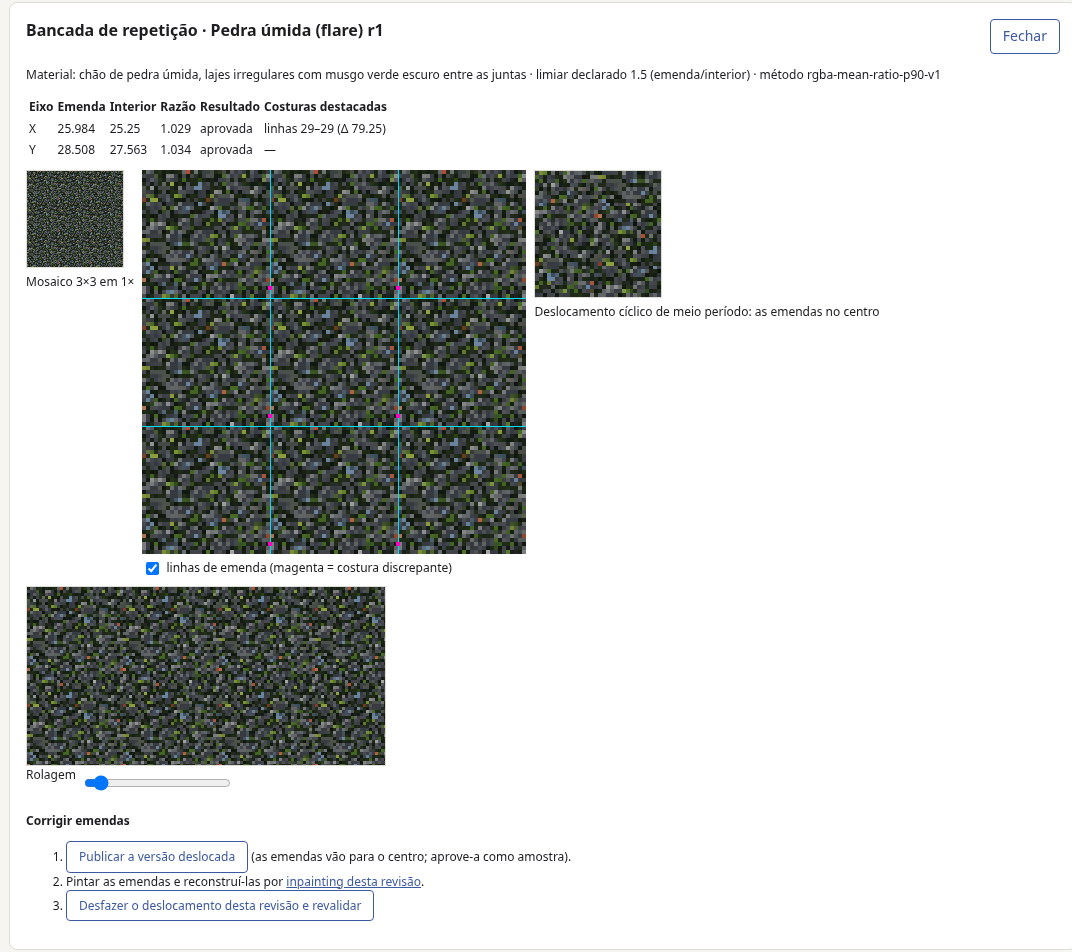 Bancada de repetição · Pedra úmida (flare) r1
Fechar
Material: chão de pedra úmida, lajes irregulares com musgo verde escuro entre as juntas · limiar declarado 1.5 (emenda/interior) · método rgba-mean-ratio-p90-v1
Eixo Emenda Interior Razão Resultado Costuras destacadas
X 25.984 25.25 1.029 aprovada linhas 29–29 (Δ 79.25)
Y 28.508 27.563 1.034 aprovada —
Mosaico 3×3 em 1×
Deslocamento cíclico de meio período: as emendas no centro
linhas de emenda (magenta = costura discrepante)
Rolagem
Corrigir emendas
1. Publicar a versão deslocada (as emendas vão para o centro; aprove-a como amostra).
2. Pintar as emendas e reconstruí-las por inpainting desta revisão.
3. Desfazer o deslocamento desta revisão e revalidar